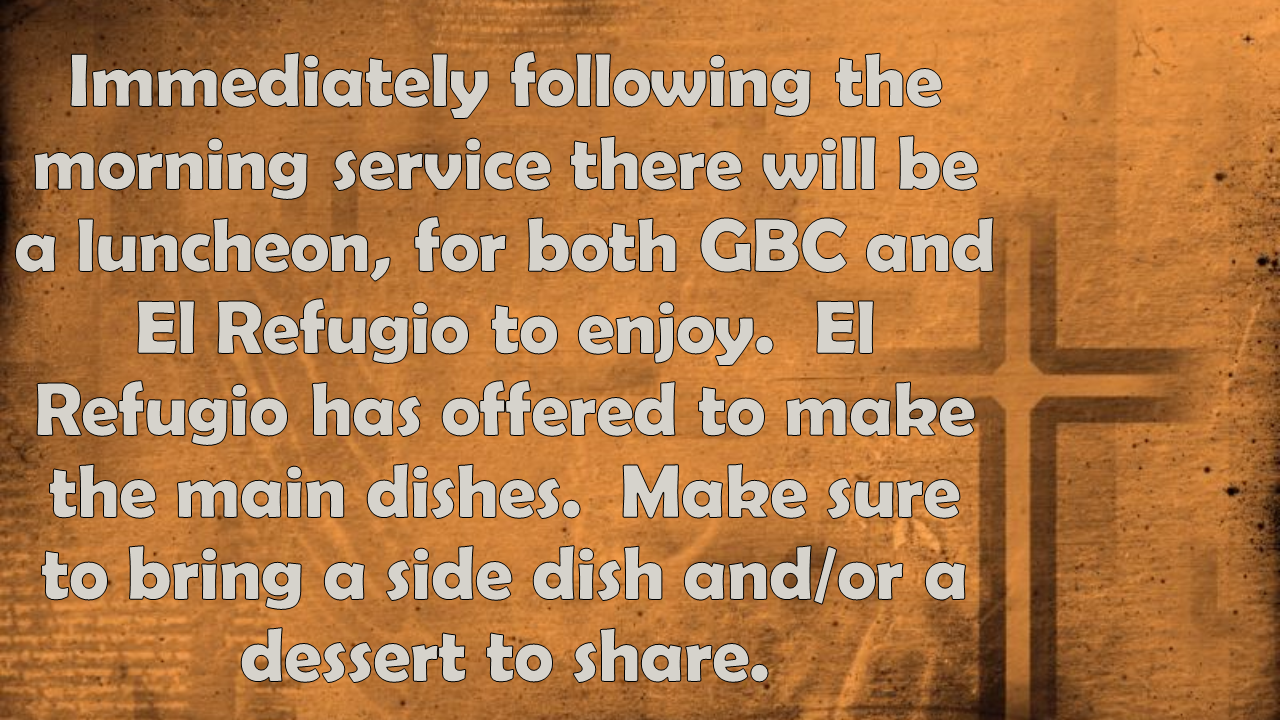 Immediately following the
morning service there will be
a luncheon, for both GBC and
El Refugio to enjoy.  El
Refugio has offered to make
the main dishes.  Make sure
to bring a side dish and/or a
dessert to share.